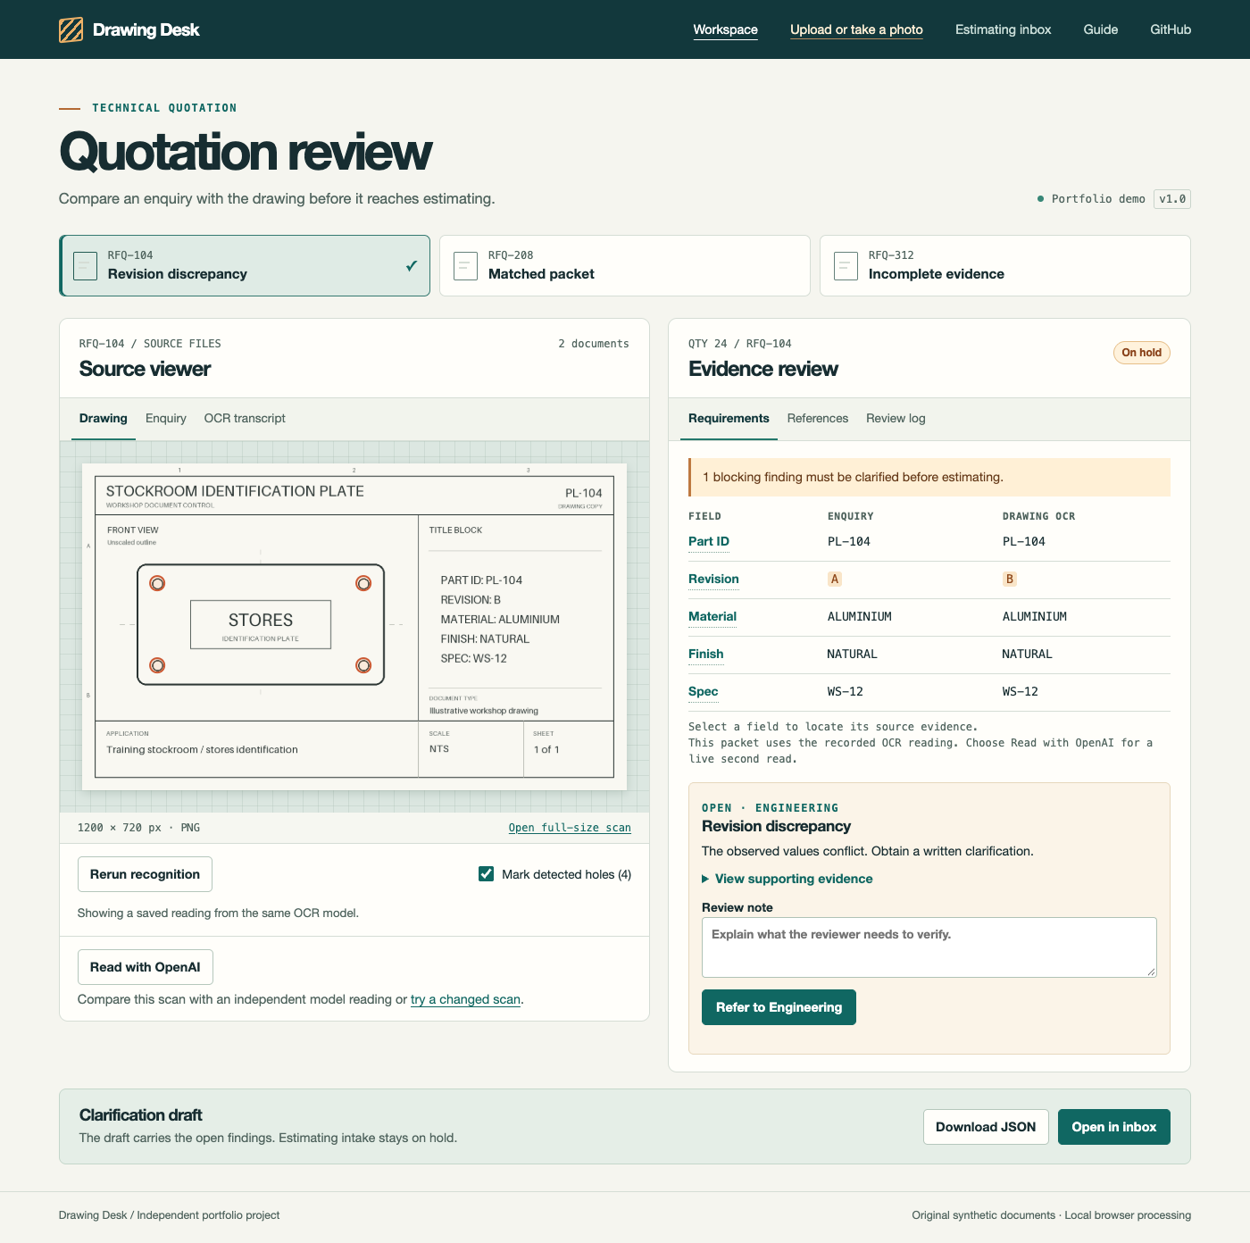 Drawing Desk
Workspace
Upload or take a photo
Estimating inbox
Guide
GitHub
TECHNICAL QUOTATION
Quotation review
Compare an enquiry with the drawing before it reaches estimating.
Portfolio demo v1.0
RFQ-104
Revision discrepancy
RFQ-208
Matched packet
RFQ-312
Incomplete evidence
RFQ-104 / SOURCE FILES
2 documents
Source viewer
Drawing
Enquiry
OCR transcript
1 2 3
STOCKROOM IDENTIFICATION PLATE
WORKSHOP DOCUMENT CONTROL
PL-104
DRAWING COPY
FRONT VIEW
Unscaled outline
A
B
STORES
IDENTIFICATION PLATE
TITLE BLOCK
PART ID: PL-104
REVISION: B
MATERIAL: ALUMINIUM
FINISH: NATURAL
SPEC: WS-12
DOCUMENT TYPE
Illustrative workshop drawing
APPLICATION
Training stockroom / stores identification
SCALE
NTS
SHEET
1 of 1
1200 × 720 px · PNG
Open full-size scan
Rerun recognition
Mark detected holes (4)
Showing a saved reading from the same OCR model.
Read with OpenAI
Compare this scan with an independent model reading or try a changed scan.
QTY 24 / RFQ-104
Evidence review
On hold
Requirements
References
Review log
1 blocking finding must be clarified before estimating.
FIELD ENQUIRY DRAWING OCR
Part ID PL-104 PL-104
Revision A B
Material ALUMINIUM ALUMINIUM
Finish NATURAL NATURAL
Spec WS-12 WS-12
Select a field to locate its source evidence.
This packet uses the recorded OCR reading. Choose Read with OpenAI for a
live second read.
OPEN · ENGINEERING
Revision discrepancy
The observed values conflict. Obtain a written clarification.
View supporting evidence
Review note
Explain what the reviewer needs to verify.
Refer to Engineering
Clarification draft
The draft carries the open findings. Estimating intake stays on hold.
Download JSON
Open in inbox
Drawing Desk / Independent portfolio project
Original synthetic documents · Local browser processing